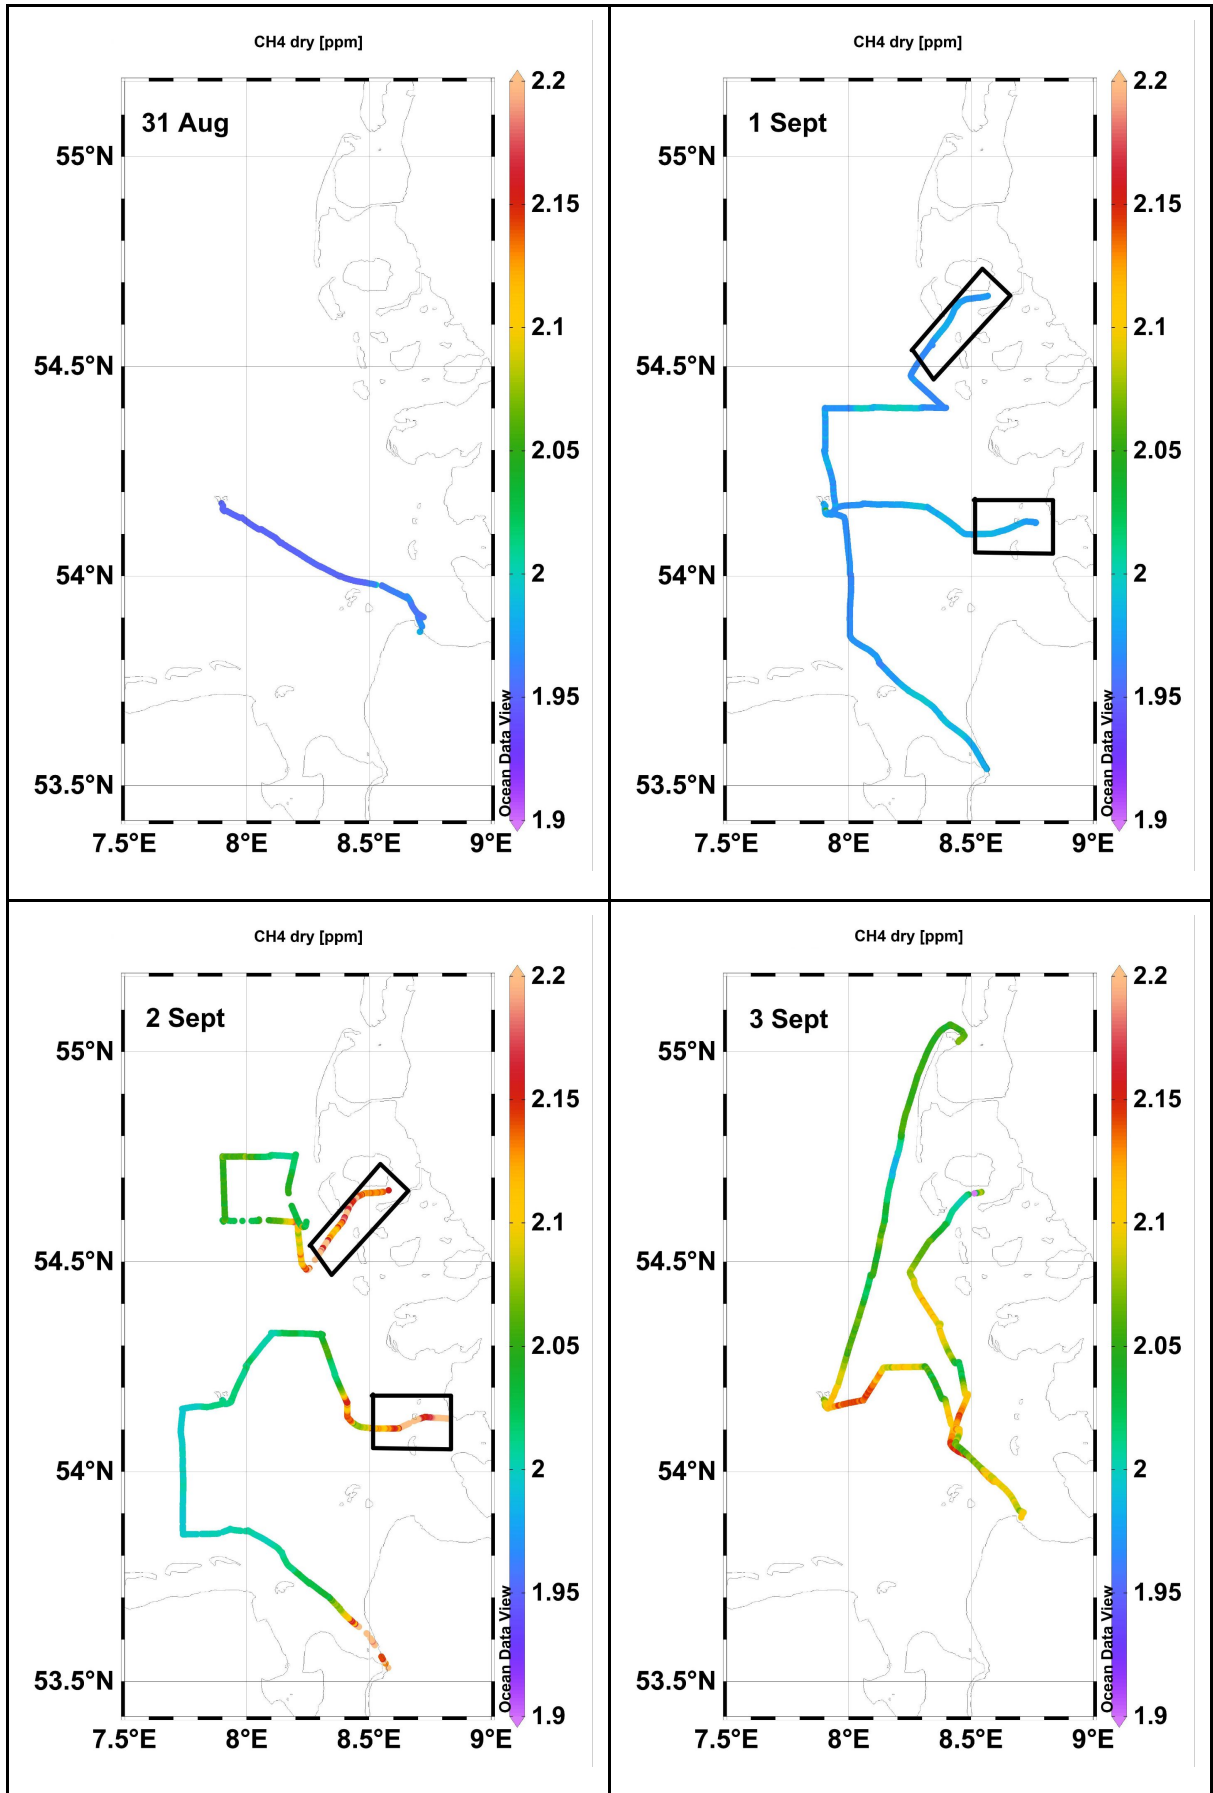 CH4 dry [ppm]
31 Aug
55°N
54.5°N
54°N
53.5°N
7.5°E 8°E 8.5°E 9°E
2.2
2.15
2.1
2.05
2
1.95
1.9
Ocean Data View
CH4 dry [ppm]
1 Sept
55°N
54.5°N
54°N
53.5°N
7.5°E 8°E 8.5°E 9°E
2.2
2.15
2.1
2.05
2
1.95
1.9
Ocean Data View
CH4 dry [ppm]
2 Sept
55°N
54.5°N
54°N
53.5°N
7.5°E 8°E 8.5°E 9°E
2.2
2.15
2.1
2.05
2
1.95
1.9
Ocean Data View
CH4 dry [ppm]
3 Sept
55°N
54.5°N
54°N
53.5°N
7.5°E 8°E 8.5°E 9°E
2.2
2.15
2.1
2.05
2
1.95
1.9
Ocean Data View